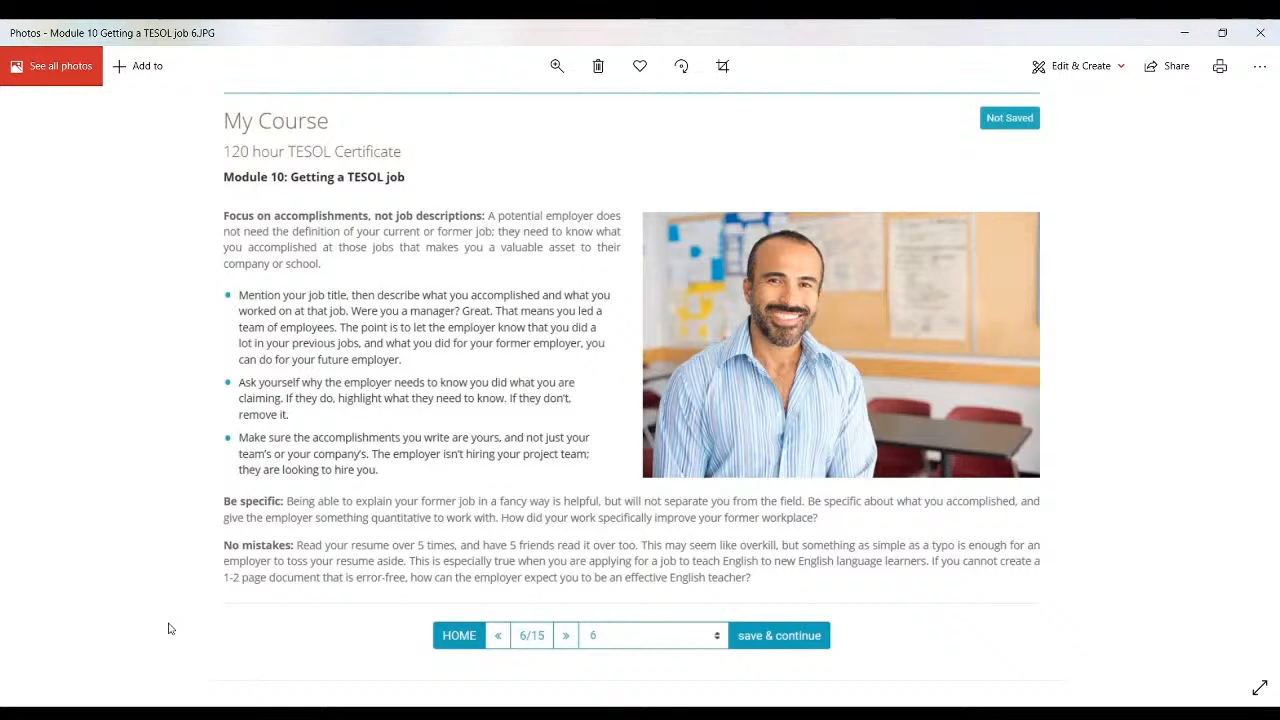 Photos - Module 10 Getting a TESOL job 6.JPG
See all photos
Add to
Edit & Create
Share
My Course
Not Saved
120 hour TESOL Certificate
Module 10: Getting a TESOL job
Focus on accomplishments, not job descriptions: A potential employer does
not need the definition of your current or former job; they need to know what
you accomplished at those jobs that makes you a valuable asset to their
company or school.
Mention your job title, then describe what you accomplished and what you
worked on at that job. Were you a manager? Great. That means you led a
team of employees. The point is to let the employer know that you did a
lot in your previous jobs, and what you did for your former employer, you
can do for your future employer.
Ask yourself why the employer needs to know you did what you are
claiming. If they do, highlight what they need to know. If they don't,
remove it.
Make sure the accomplishments you write are yours, and not just your
team's or your company's. The employer isn't hiring your project team;
they are looking to hire you.
Be specific: Being able to explain your former job in a fancy way is helpful, but will not separate you from the field. Be specific about what you accomplished, and
give the employer something quantitative to work with. How did your work specifically improve your former workplace?
No mistakes: Read your resume over 5 times, and have 5 friends read it over too. This may seem like overkill, but something as simple as a typo is enough for an
employer to toss your resume aside. This is especially true when you are applying for a job to teach English to new English language learners. If you cannot create a
1-2 page document that is error-free, how can the employer expect you to be an effective English teacher?
HOME « 6/15 » 6 save & continue